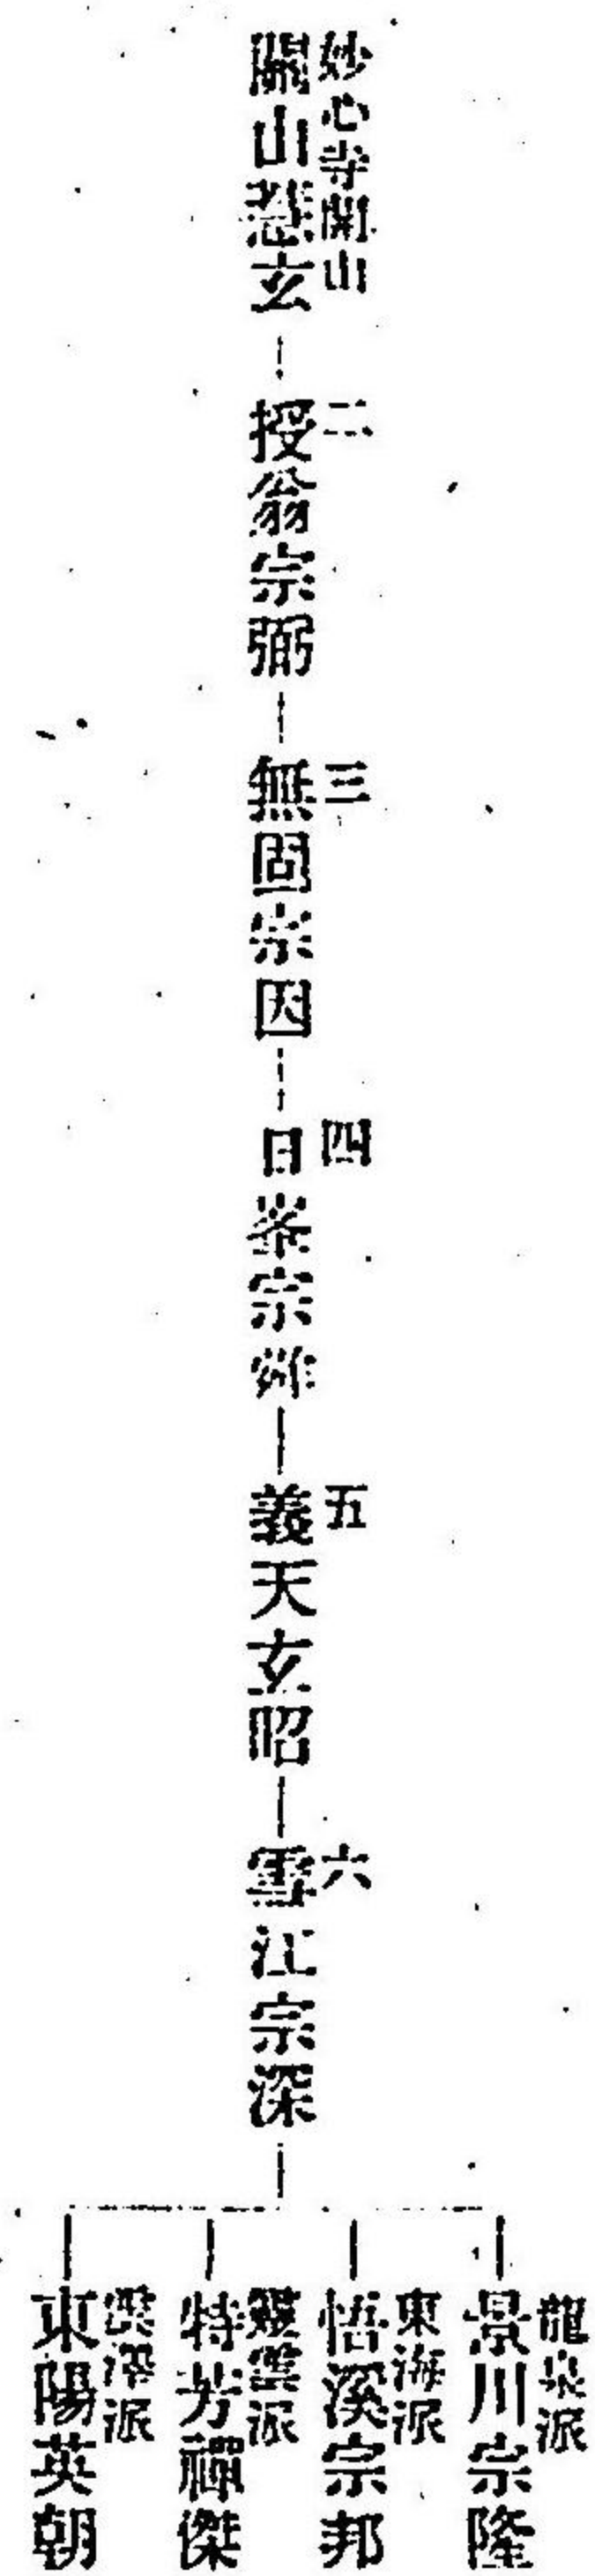 妙心寺開山
關山慧玄
二
授翁宗弼
三
無因宗因
四
日峯宗舜
五
義天玄昭
六
雪江宗深
龍泉派
景川宗隆
東海派
悟溪宗邦
靈雲派
特芳禪傑
派
東陽英朝